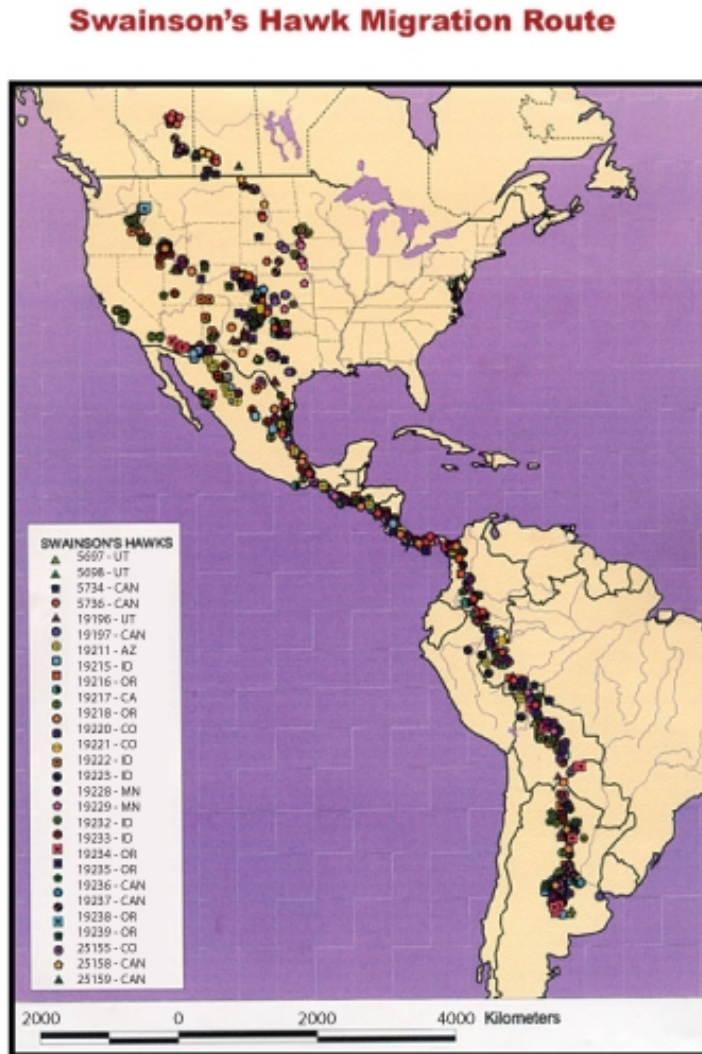 Swainson's Hawk Migration Route
SWAINSON'S HAWKS
5697 - UT
5698 - UT
5734 - CAN
5736 - CAN
19196 - UT
19197 - CAN
19211 - AZ
19215 - ID
19216 - OR
19217 - CA
19218 - OR
19220 - CO
19221 - CO
19222 - ID
19223 - ID
19228 - MN
19229 - MN
19232 - ID
19233 - ID
19234 - OR
19235 - OR
19236 - CAN
19237 - CAN
19238 - OR
19239 - OR
25155 - CO
25158 - CAN
25159 - CAN
2000 0 2000 4000 Kilometers